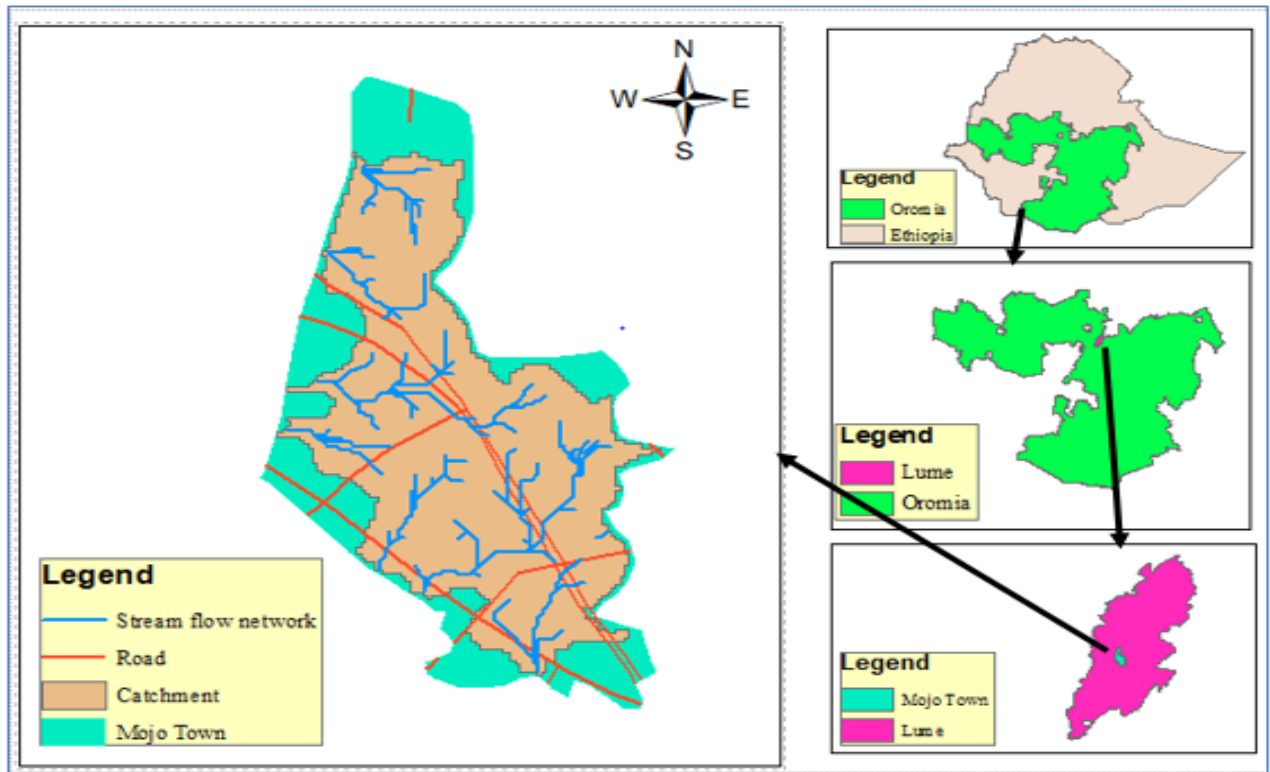 N
W E
S
Legend
Stream flow network
Road
Catchment
Mojo Town
Legend
Oromia
Ethiopia
Legend
Lume
Oromia
Legend
Mojo Town
Lume